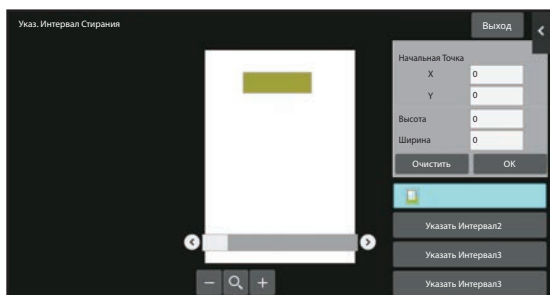 Указ. Интервал Стирания
Выход
Начальная Точка
X 0
Y 0
Высота 0
Ширина 0
Очистить OK
Указать Интервал2
Указать Интервал3
Указать Интервал3